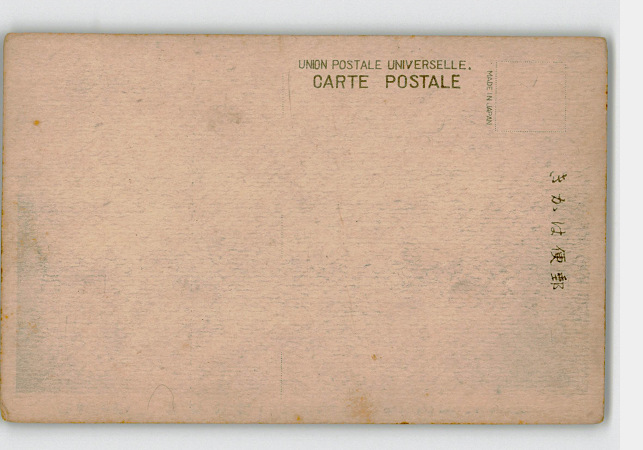 UNION POSTALE UNIVERSELLE.
CARTE POSTALE
MADE IN JAPAN
郵便はかき